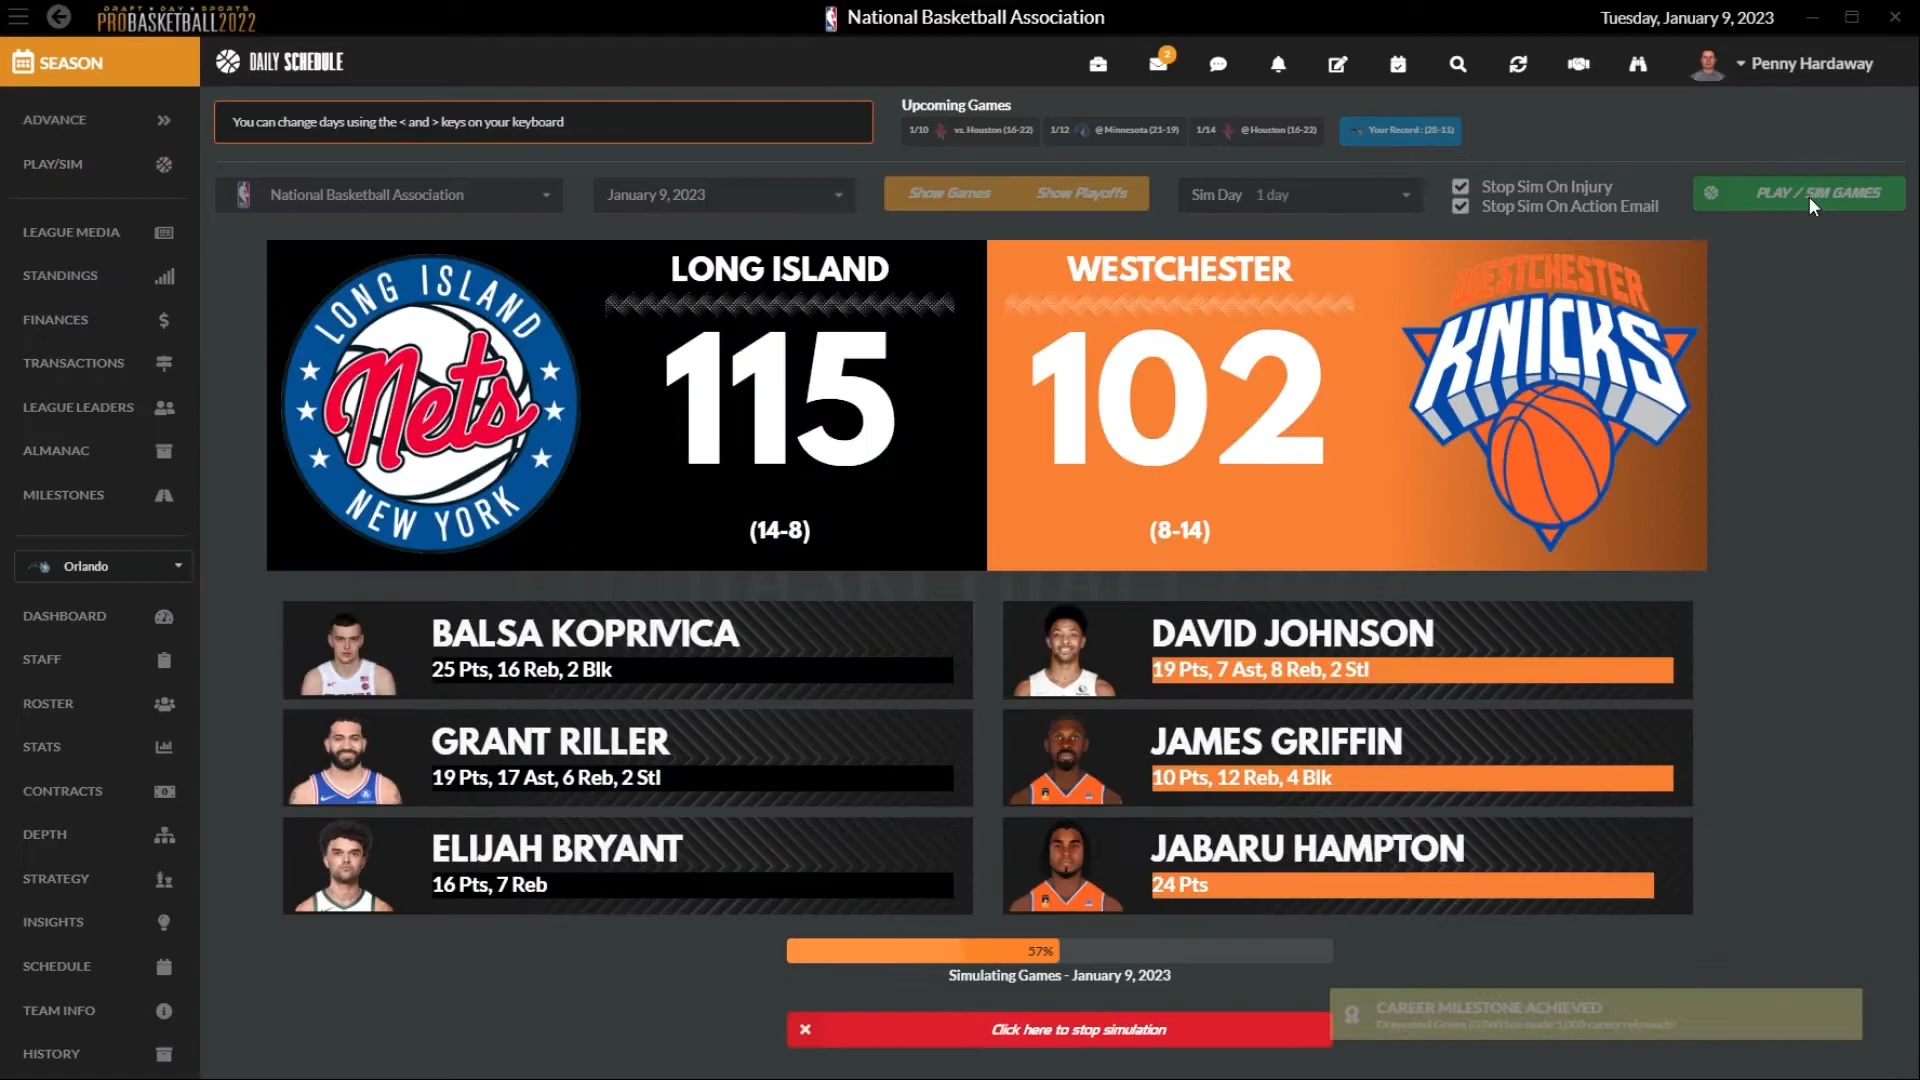 DRAFT • DAY • SPORTS
PROBASKETBALL2022
National Basketball Association
Tuesday, January 9, 2023
SEASON
DAILY SCHEDULE
2
Penny Hardaway
ADVANCE
PLAY/SIM
LEAGUE MEDIA
STANDINGS
FINANCES
TRANSACTIONS
LEAGUE LEADERS
ALMANAC
MILESTONES
Orlando
DASHBOARD
STAFF
ROSTER
STATS
CONTRACTS
DEPTH
STRATEGY
INSIGHTS
SCHEDULE
TEAM INFO
HISTORY
You can change days using the < and > keys on your keyboard
Upcoming Games
1/10 vs. Houston (16-22)
1/12 @ Minnesota (21-19)
1/14 @ Houston (16-22)
Your Record : (28-11)
National Basketball Association
January 9, 2023
Show Games
Show Playoffs
Sim Day 1 day
Stop Sim On Injury
Stop Sim On Action Email
PLAY / SIM GAMES
LONG ISLAND
Nets
NEW YORK
LONG ISLAND
115
(14-8)
WESTCHESTER
102
(8-14)
WESTCHESTER
KNICKS
BALSA KOPRIVICA
25 Pts, 16 Reb, 2 Blk
GRANT RILLER
19 Pts, 17 Ast, 6 Reb, 2 Stl
ELIJAH BRYANT
16 Pts, 7 Reb
DAVID JOHNSON
19 Pts, 7 Ast, 8 Reb, 2 Stl
JAMES GRIFFIN
10 Pts, 12 Reb, 4 Blk
JABARU HAMPTON
24 Pts
57%
Simulating Games - January 9, 2023
Click here to stop simulation
CAREER MILESTONE ACHIEVED